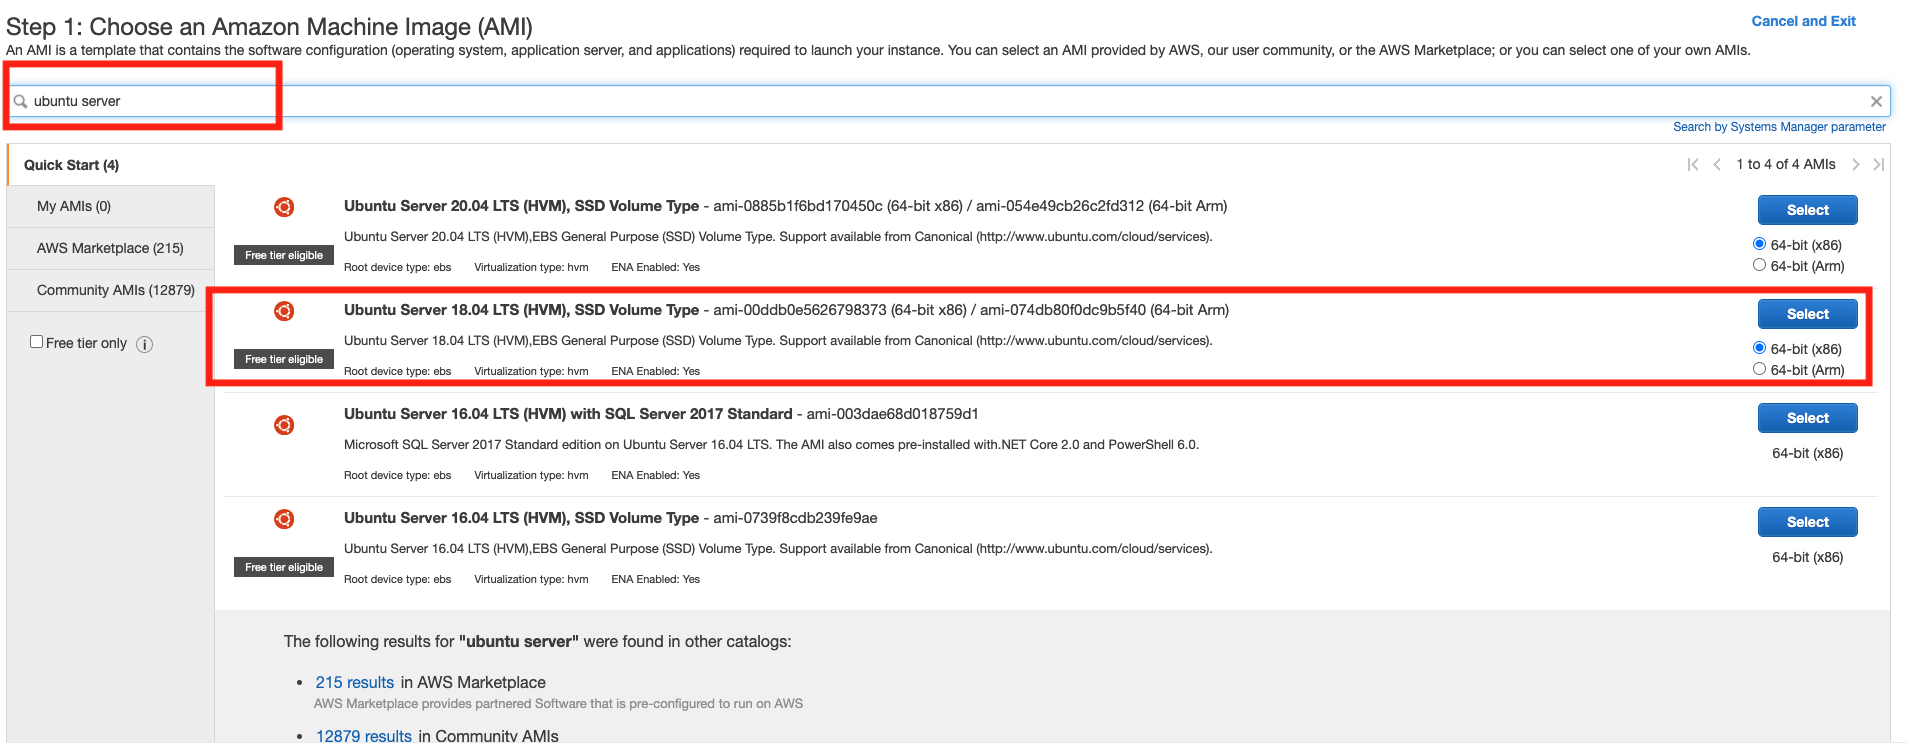 Step 1: Choose an Amazon Machine Image (AMI)
Cancel and Exit
An AMI is a template that contains the software configuration (operating system, application server, and applications) required to launch your instance. You can select an AMI provided by AWS, our user community, or the AWS Marketplace; or you can select one of your own AMIs.
ubuntu server
Search by Systems Manager parameter
Quick Start (4)
1 to 4 of 4 AMIs
My AMIs (0)
AWS Marketplace (215)
Community AMIs (12879)
Free tier only
Ubuntu Server 20.04 LTS (HVM), SSD Volume Type - ami-0885b1f6bd170450c (64-bit x86) / ami-054e49cb26c2fd312 (64-bit Arm)
Select
Ubuntu Server 20.04 LTS (HVM),EBS General Purpose (SSD) Volume Type. Support available from Canonical (http://www.ubuntu.com/cloud/services).
64-bit (x86)
Free tier eligible
Root device type: ebs Virtualization type: hvm ENA Enabled: Yes
64-bit (Arm)
Ubuntu Server 18.04 LTS (HVM), SSD Volume Type - ami-00ddb0e5626798373 (64-bit x86) / ami-074db80f0dc9b5f40 (64-bit Arm)
Select
Ubuntu Server 18.04 LTS (HVM),EBS General Purpose (SSD) Volume Type. Support available from Canonical (http://www.ubuntu.com/cloud/services).
64-bit (x86)
Free tier eligible
Root device type: ebs Virtualization type: hvm ENA Enabled: Yes
64-bit (Arm)
Ubuntu Server 16.04 LTS (HVM) with SQL Server 2017 Standard - ami-003dae68d018759d1
Select
Microsoft SQL Server 2017 Standard edition on Ubuntu Server 16.04 LTS. The AMI also comes pre-installed with.NET Core 2.0 and PowerShell 6.0.
64-bit (x86)
Root device type: ebs Virtualization type: hvm ENA Enabled: Yes
Ubuntu Server 16.04 LTS (HVM), SSD Volume Type - ami-0739f8cdb239fe9ae
Select
Ubuntu Server 16.04 LTS (HVM),EBS General Purpose (SSD) Volume Type. Support available from Canonical (http://www.ubuntu.com/cloud/services).
64-bit (x86)
Free tier eligible
Root device type: ebs Virtualization type: hvm ENA Enabled: Yes
The following results for "ubuntu server" were found in other catalogs:
• 215 results in AWS Marketplace
AWS Marketplace provides partnered Software that is pre-configured to run on AWS
• 12879 results in Community AMIs